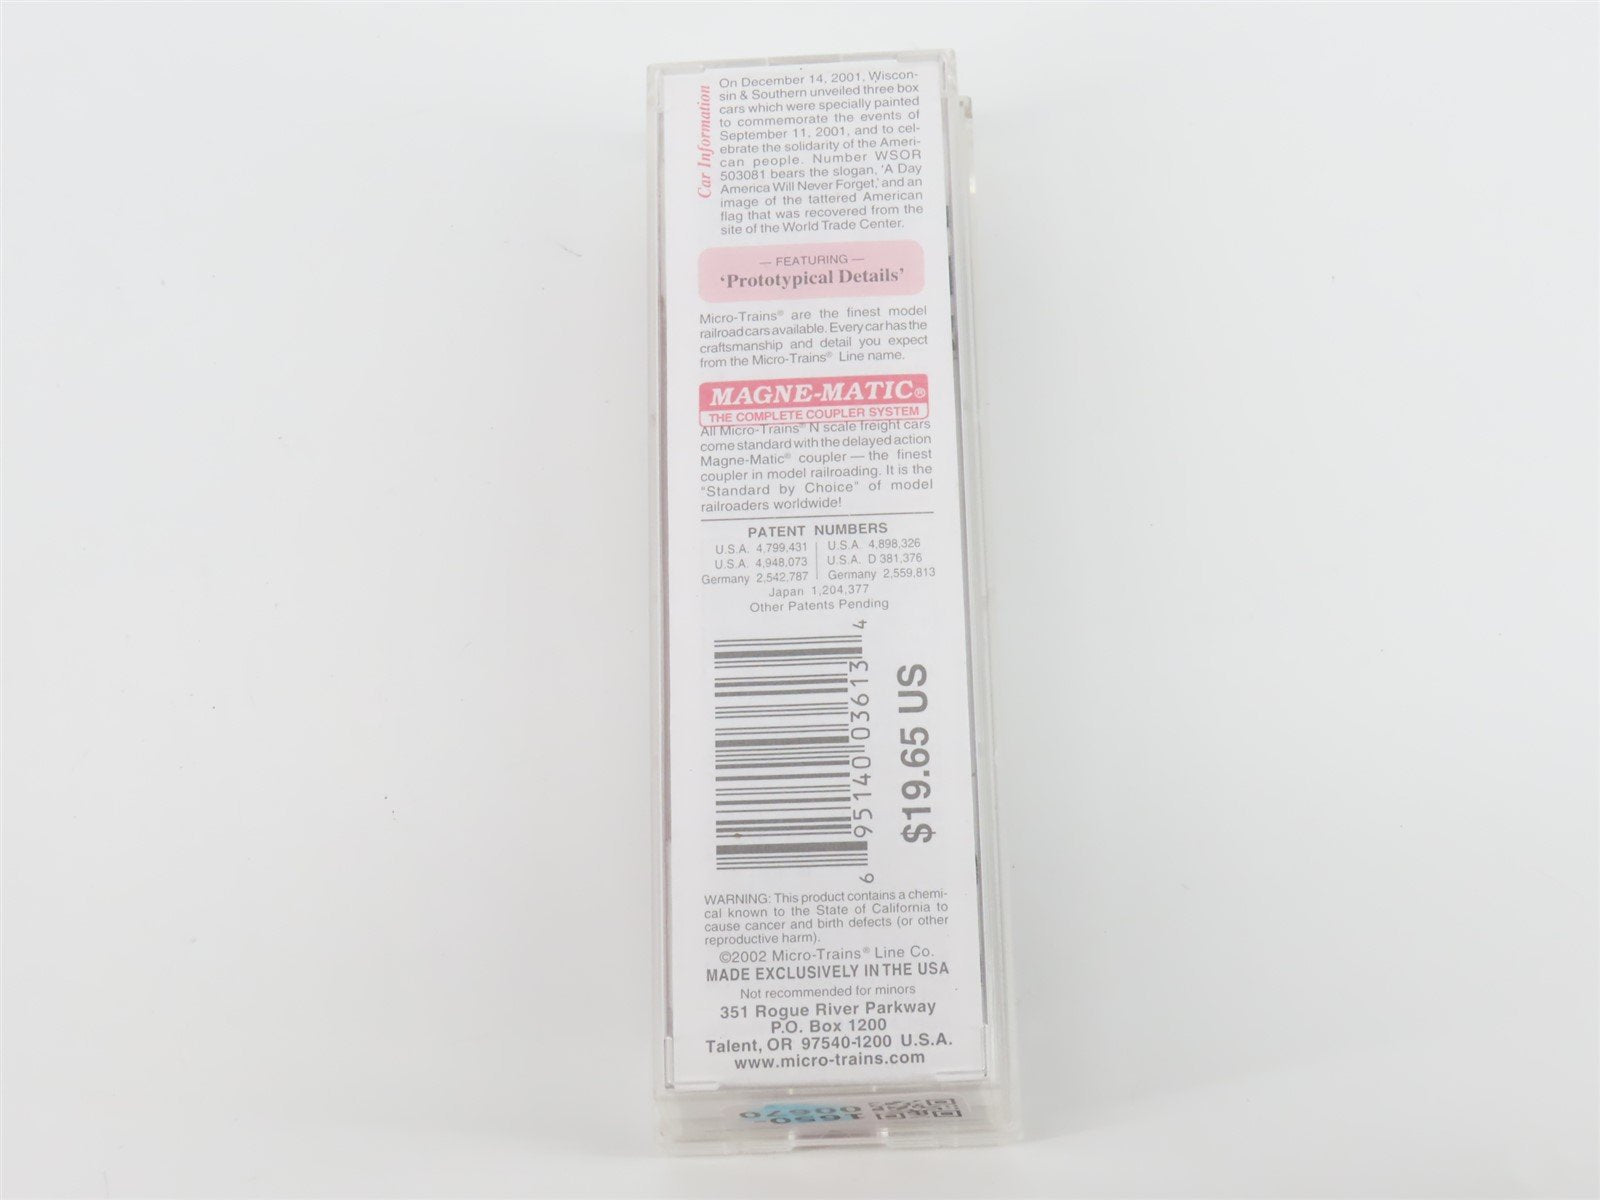 Car Information
On December 14, 2001, Wiscon-
sin & Southern unveiled three box
cars which were specially painted
to commemorate the events of
September 11, 2001, and to cel-
ebrate the solidarity of the Ameri-
can people. Number WSOR
503081 bears the slogan, 'A Day
America Will Never Forget,' and an
image of the tattered American
flag that was recovered from the
site of the World Trade Center.
— FEATURING —
'Prototypical Details'
Micro-Trains® are the finest model
railroad cars available. Every car has the
craftsmanship and detail you expect
from the Micro-Trains® Line name.
MAGNE-MATIC®
THE COMPLETE COUPLER SYSTEM
All Micro-Trains® N scale freight cars
come standard with the delayed action
Magne-Matic® coupler — the finest
coupler in model railroading. It is the
"Standard by Choice" of model
railroaders worldwide!
PATENT NUMBERS
U.S.A. 4,799,431 | U.S.A. 4,898,326
U.S.A. 4,948,073 | U.S.A. D 381,376
Germany 2,542,787 | Germany 2,559,813
Japan 1,204,377
Other Patents Pending
6 95140 03613 4
$19.65 US
WARNING: This product contains a chemi-
cal known to the State of California to
cause cancer and birth defects (or other
reproductive harm).
©2002 Micro-Trains® Line Co.
MADE EXCLUSIVELY IN THE USA
Not recommended for minors
351 Rogue River Parkway
P.O. Box 1200
Talent, OR 97540-1200 U.S.A.
www.micro-trains.com
1650-
00670